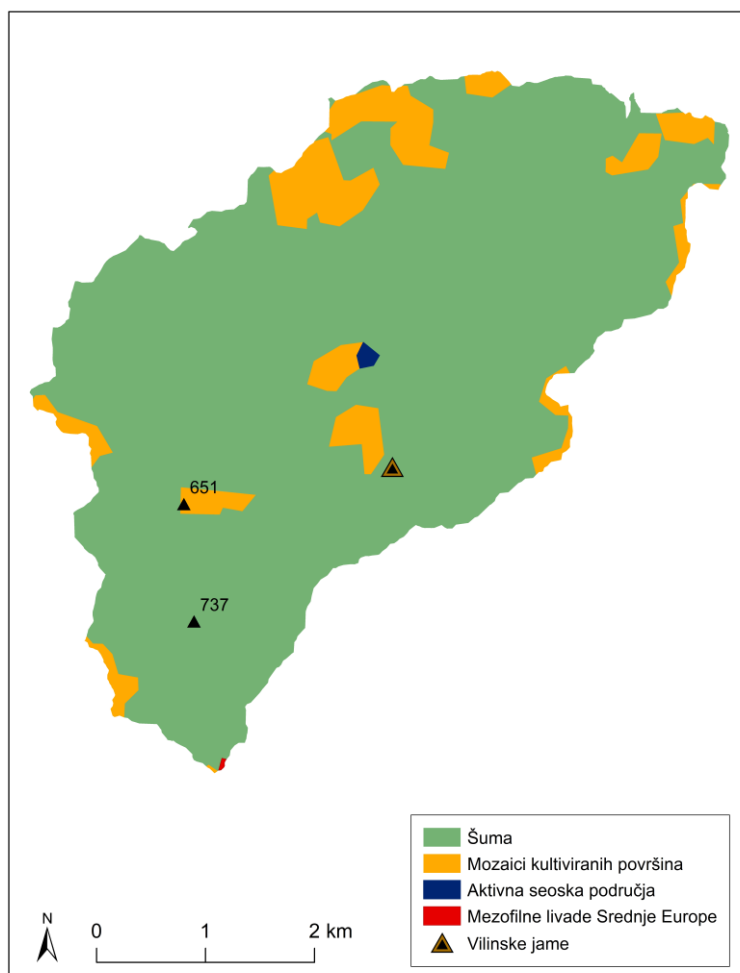 651
737
Šuma
Mozaici kultiviranih površina
Aktivna seoska područja
Mezofilne livade Srednje Europe
Vilinske jame
N
0 1 2 km